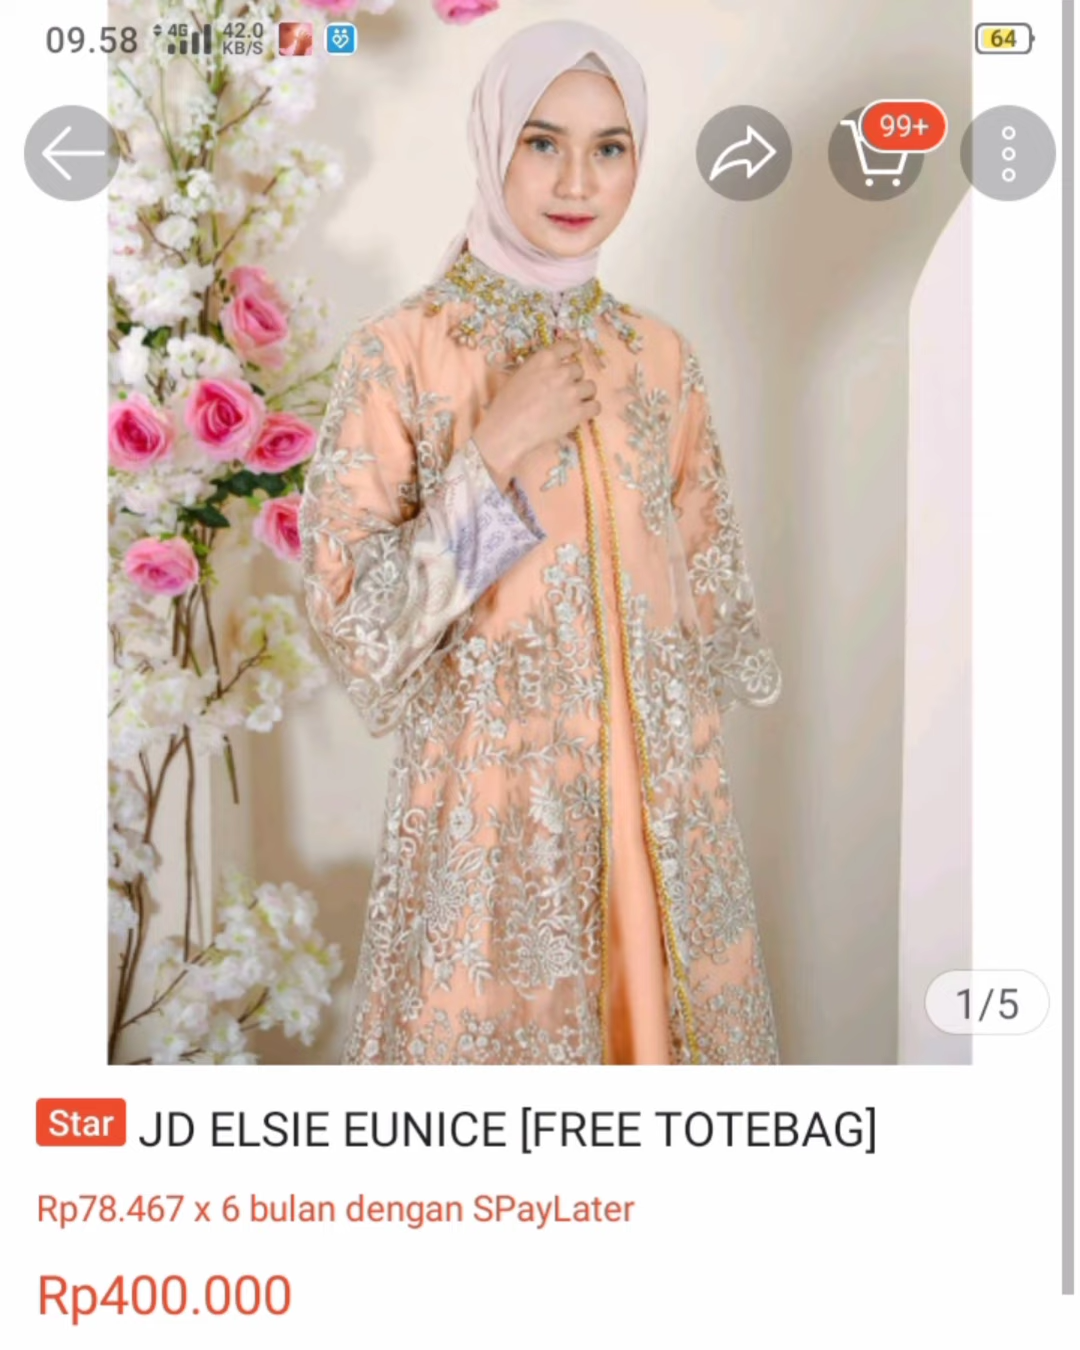 09.58 4G 42.0 KB/S 64
99+
1/5
Star JD ELSIE EUNICE [FREE TOTEBAG]
Rp78.467 x 6 bulan dengan SPayLater
Rp400.000